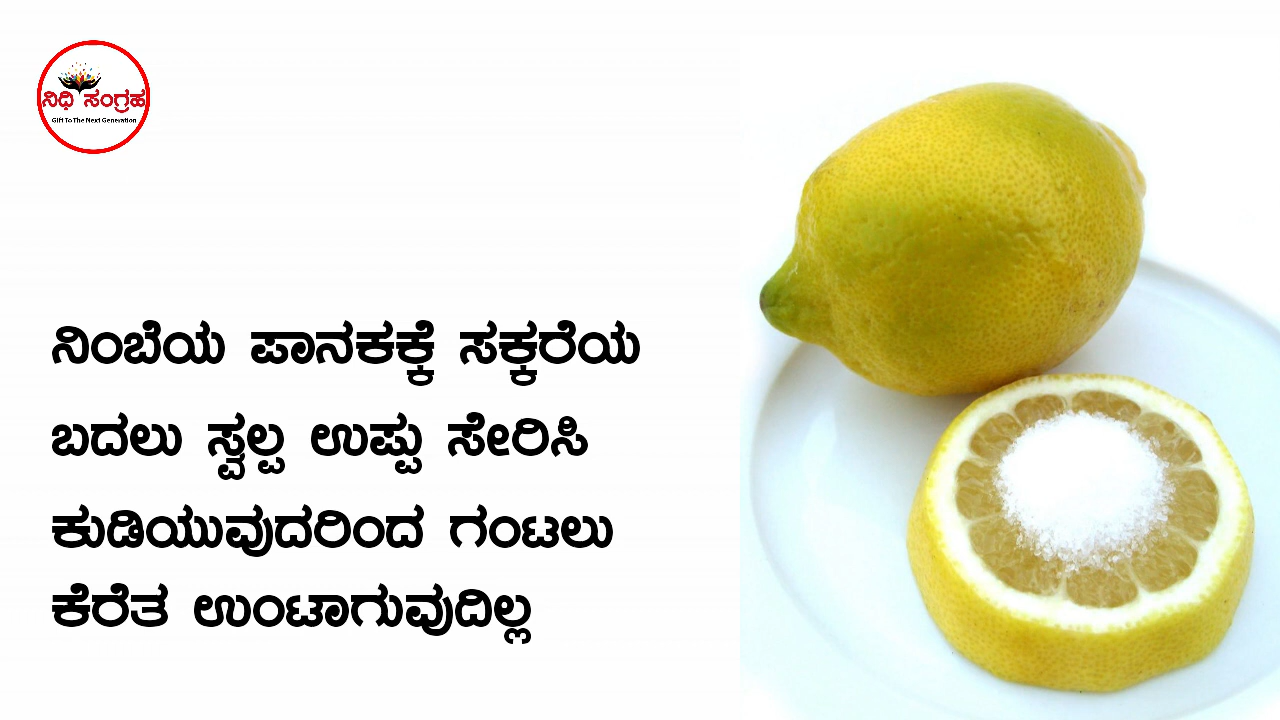 ನಿಧಿ ಸಂಗ್ರಹ
Gift To The Next Generation
ನಿಂಬೆಯ ಪಾನಕಕ್ಕೆ ಸಕ್ಕರೆಯ
ಬದಲು ಸ್ವಲ್ಪ ಉಪ್ಪು ಸೇರಿಸಿ
ಕುಡಿಯುವುದರಿಂದ ಗಂಟಲು
ಕೆರೆತ ಉಂಟಾಗುವುದಿಲ್ಲ